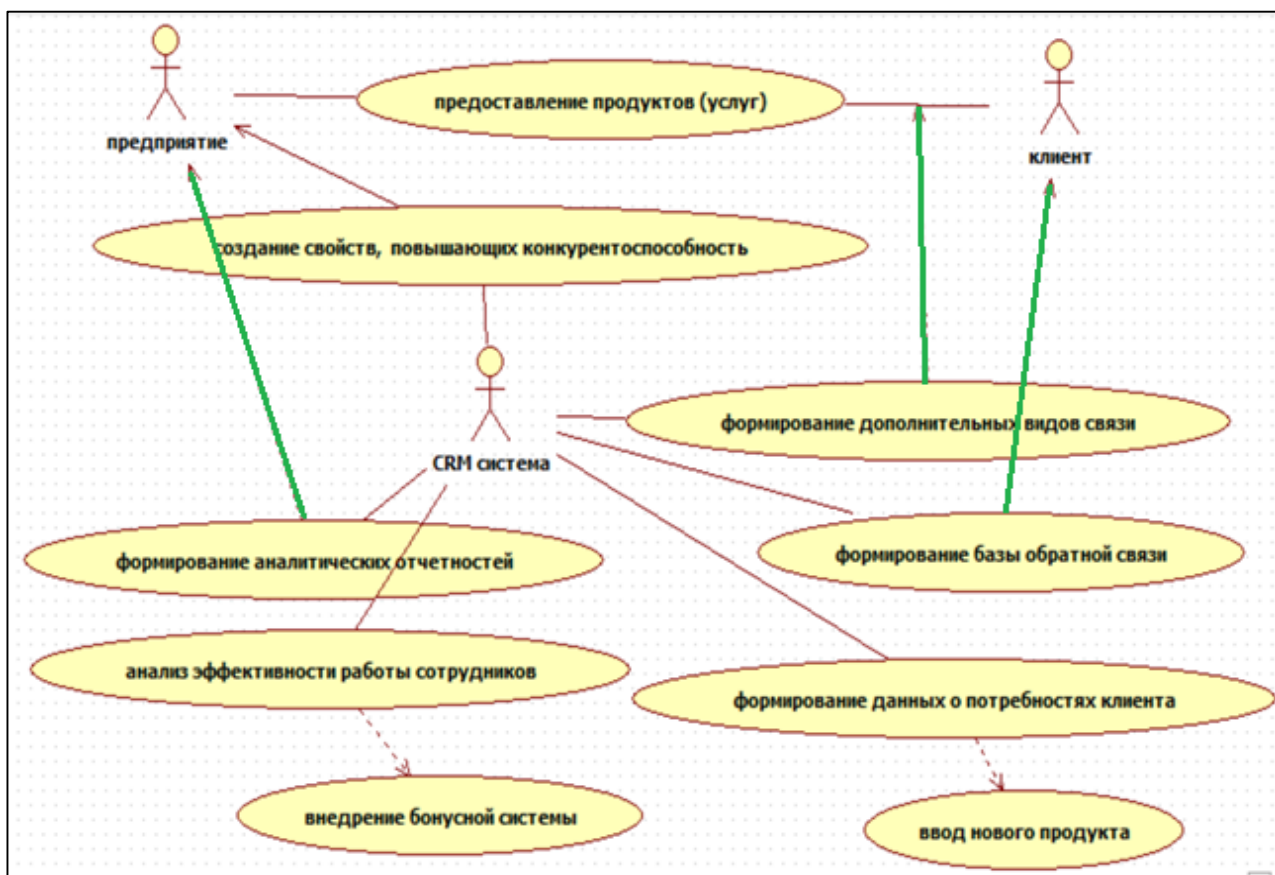 предоставление продуктов (услуг)
предприятие
клиент
создание свойств, повышающих конкурентоспособность
формирование дополнительных видов связи
CRM система
формирование аналитических отчетностей
формирование базы обратной связи
анализ эффективности работы сотрудников
формирование данных о потребностях клиента
внедрение бонусной системы
ввод нового продукта